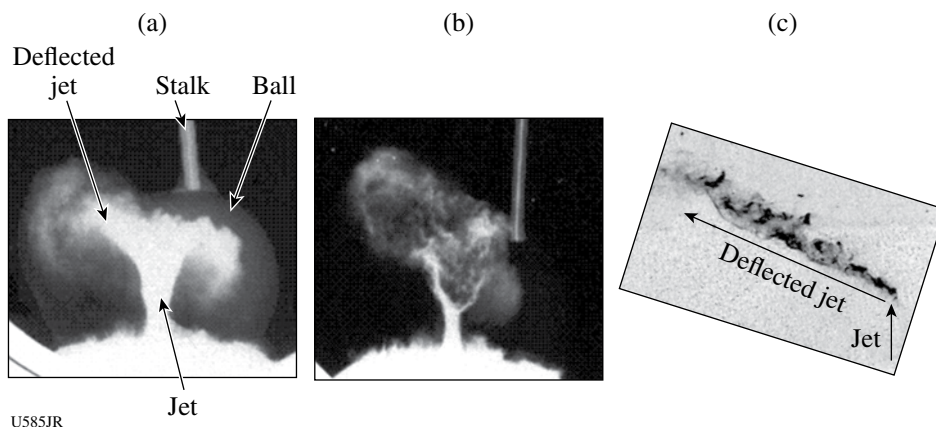 (a)
(b)
(c)
Deflected
jet
Stalk
Ball
Deflected jet
Jet
Jet
U585JR